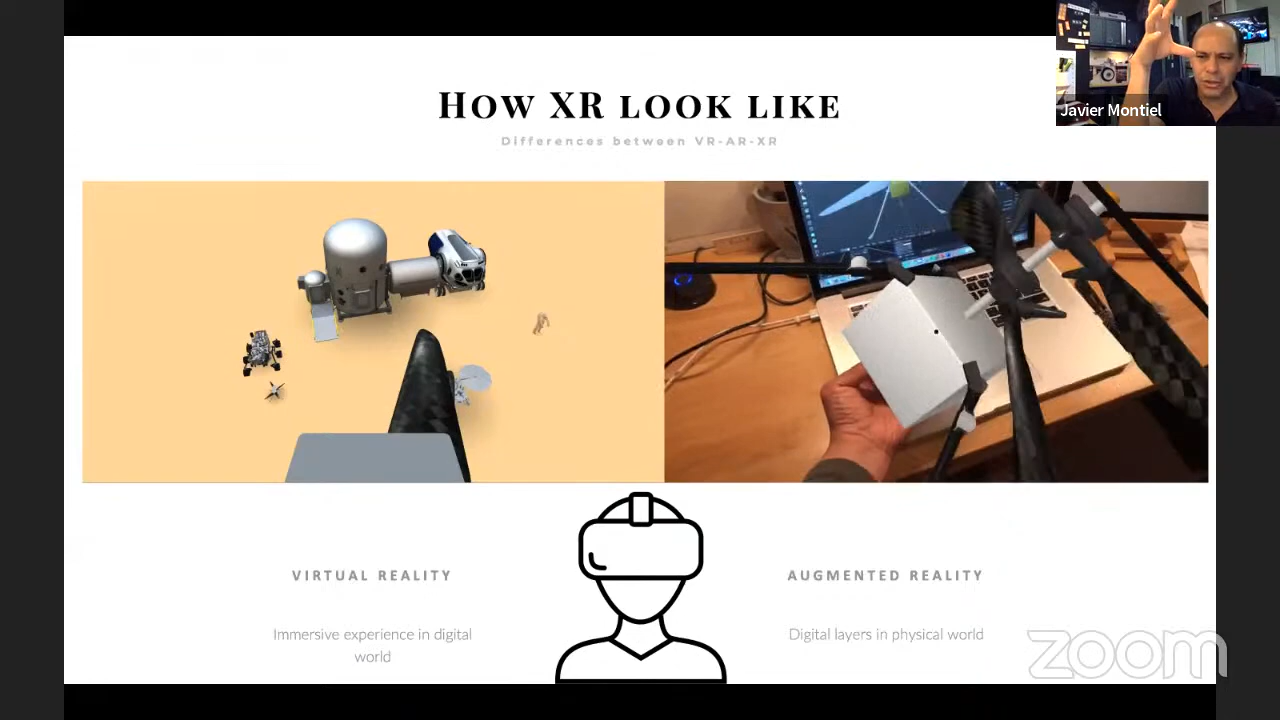 How XR look like
Differences between VR-AR-XR
Javier Montiel
VIRTUAL REALITY
AUGMENTED REALITY
Immersive experience in digital
world
Digital layers in physical world
zoom